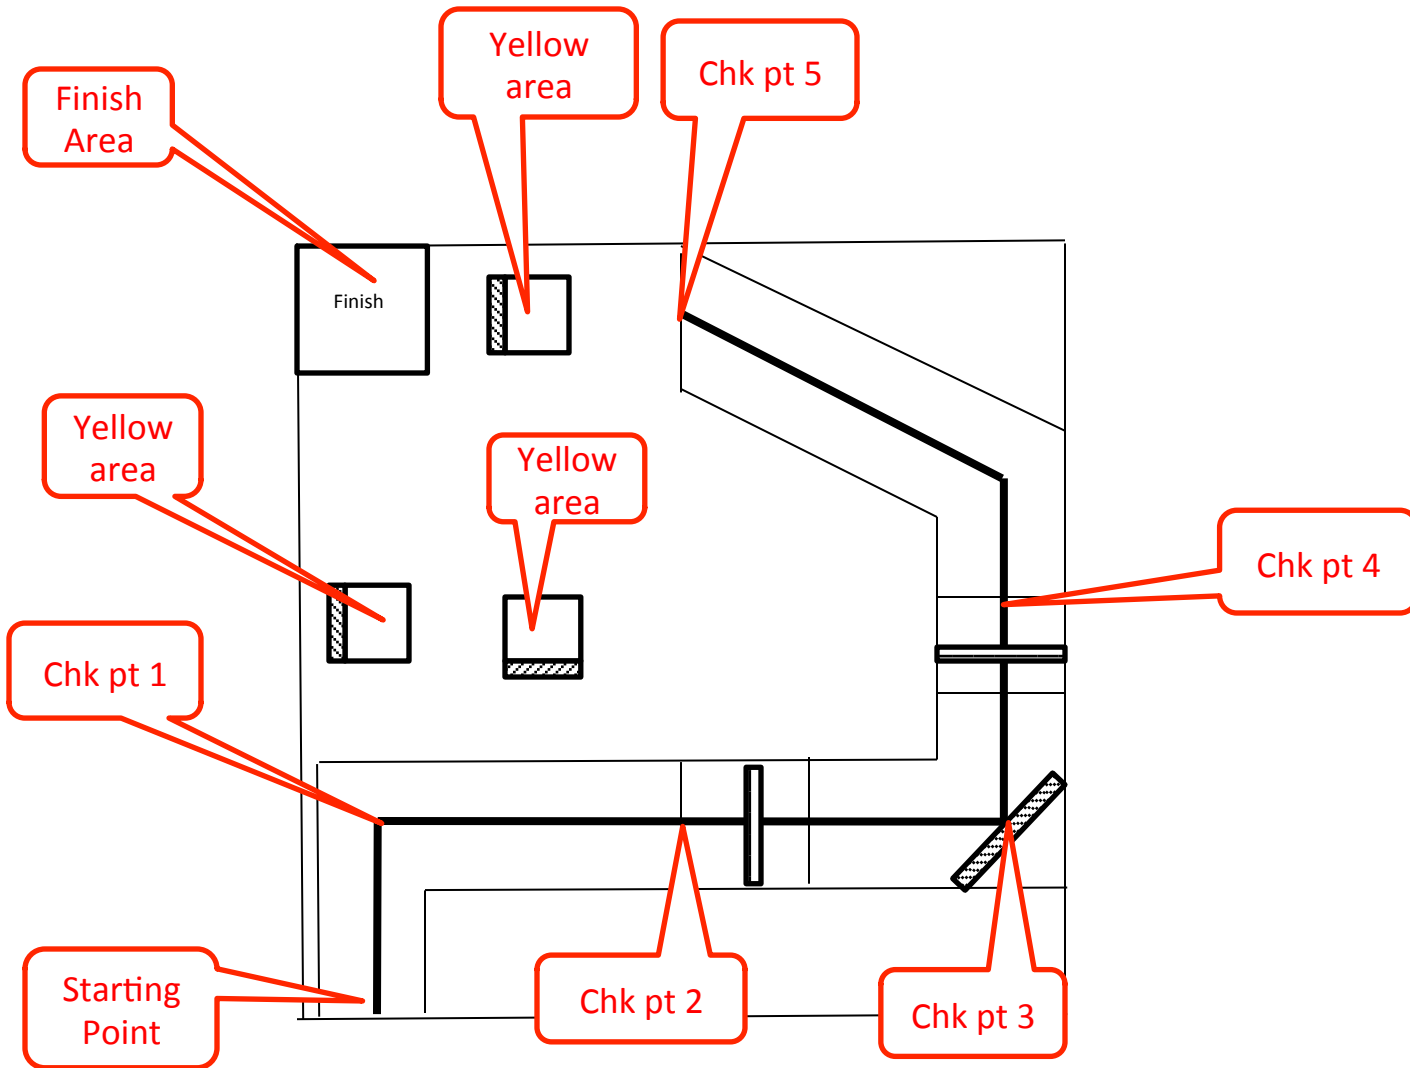 Yellow
area
Chk pt 5
Finish
Area
Finish
Yellow
area
Yellow
area
Chk pt 4
Chk pt 1
Starting
Point
Chk pt 2
Chk pt 3